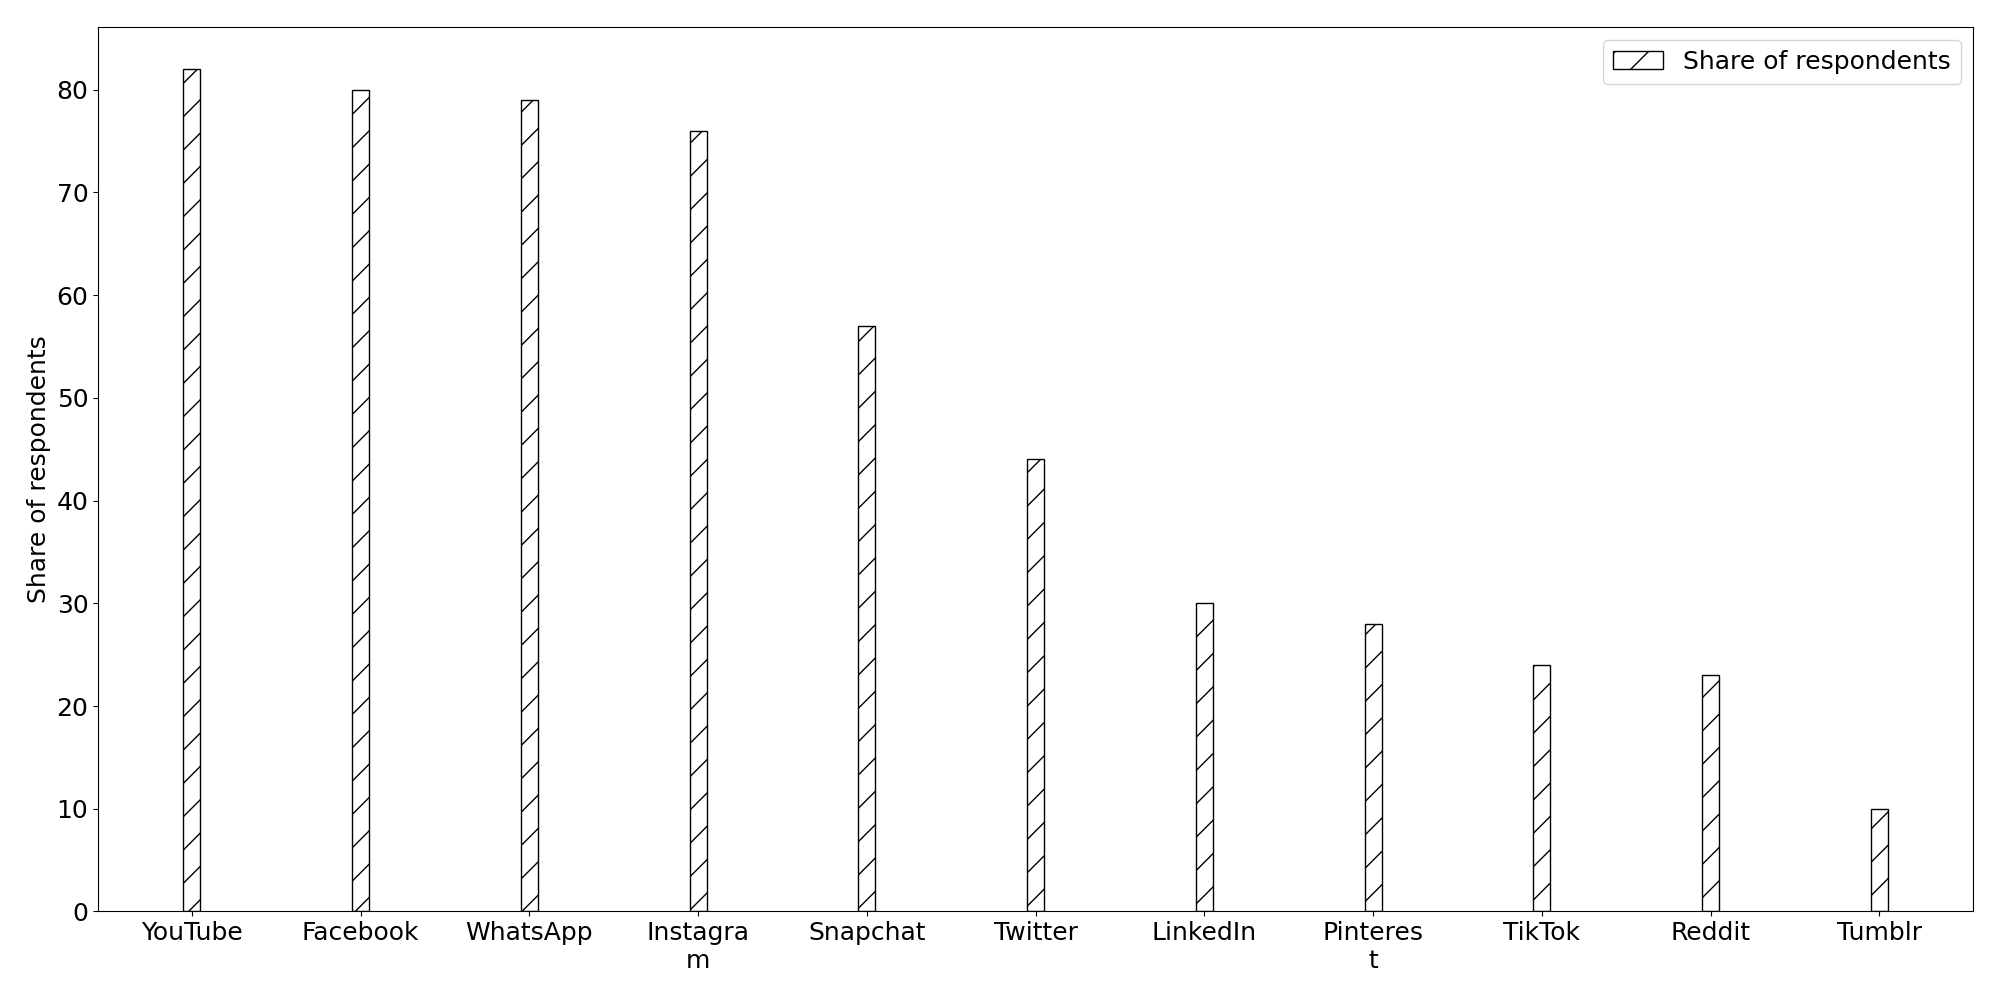 Share of respondents
80
70
60
50
40
30
20
10
0
Share of respondents
YouTube
Facebook
WhatsApp
Instagra
m
Snapchat
Twitter
LinkedIn
Pinteres
t
TikTok
Reddit
Tumblr